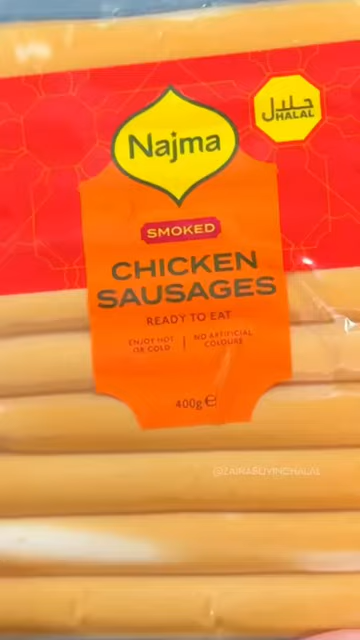 حلال
HALAL
Najma
SMOKED
CHICKEN
SAUSAGES
READY TO EAT
ENJOY HOT OR COLD | NO ARTIFICIAL COLOURS
400g ℮